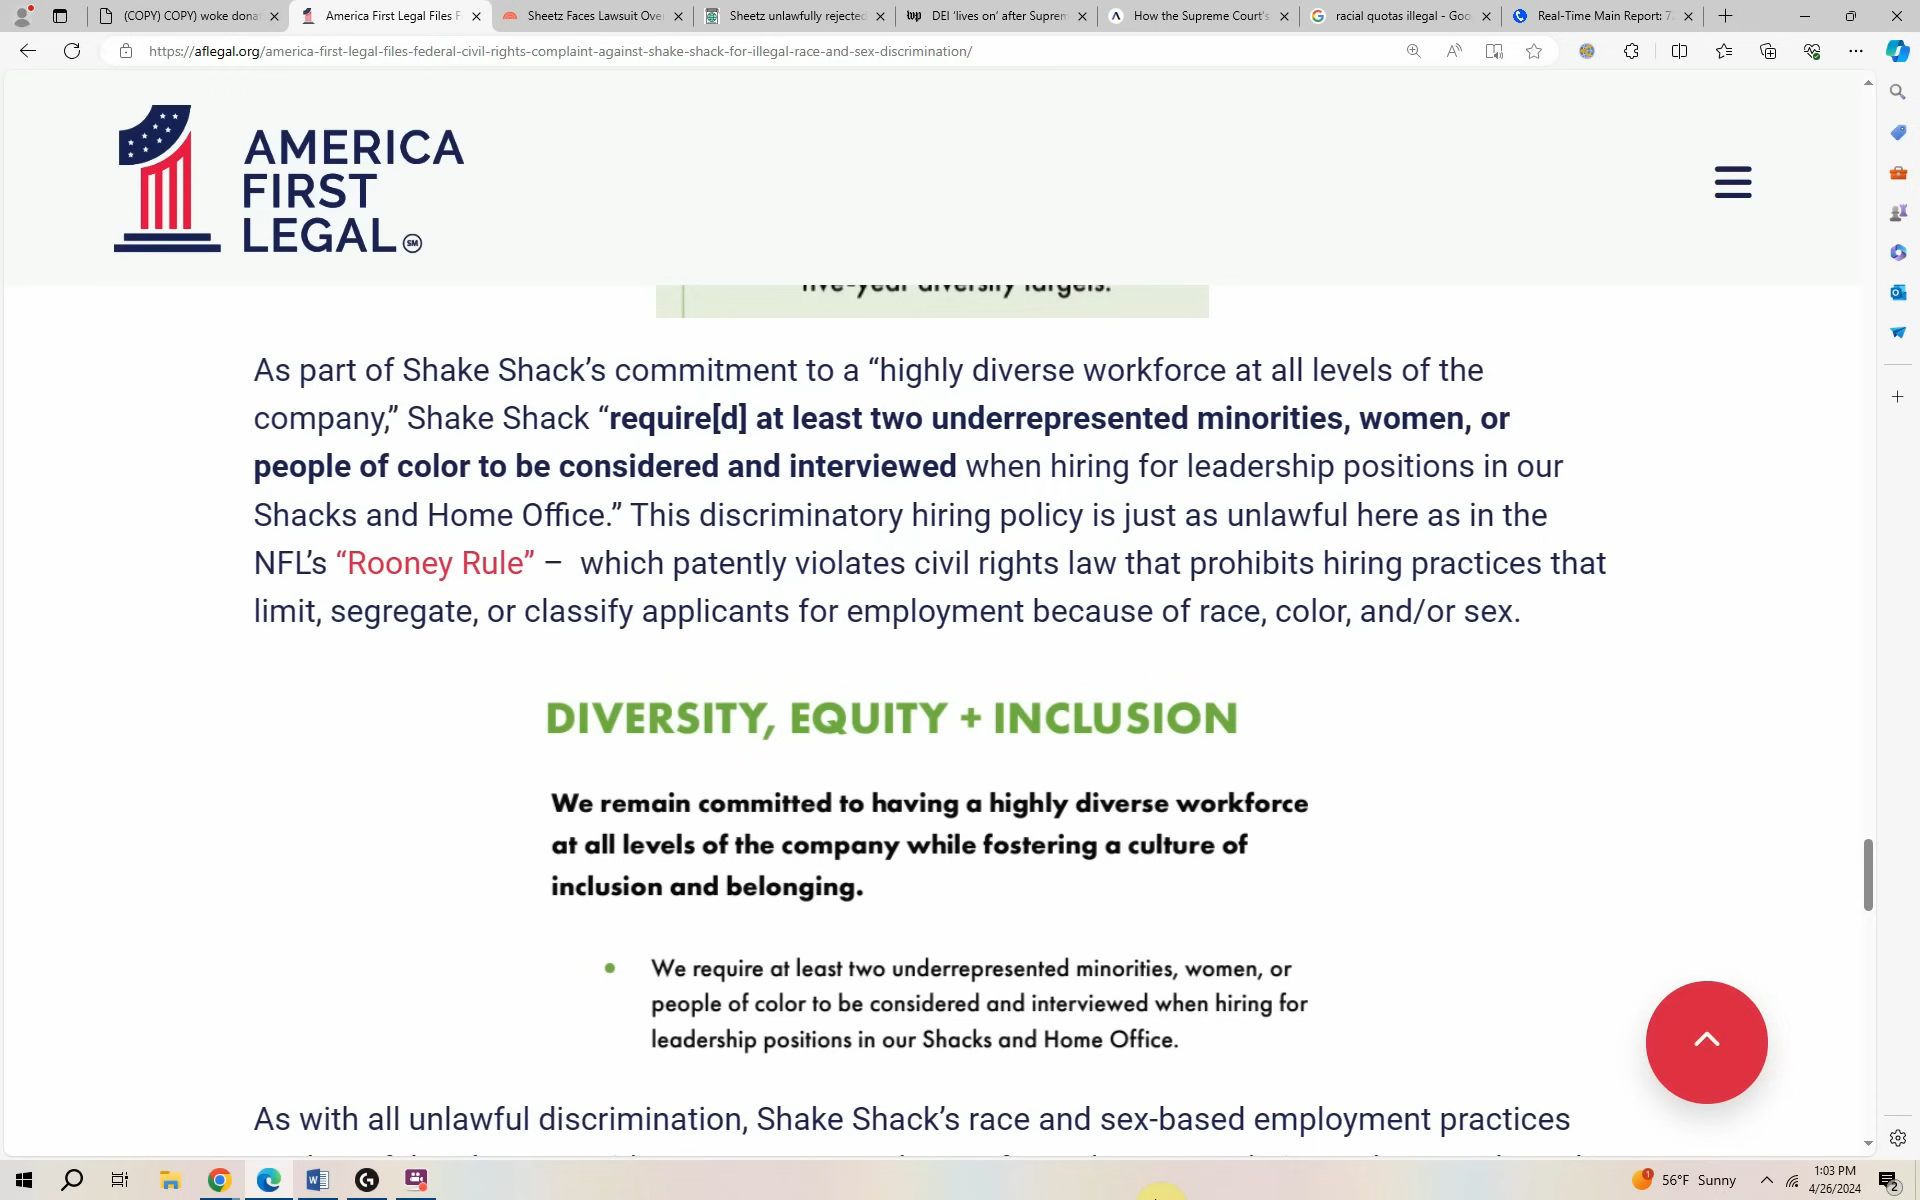 (COPY) COPY) woke dona
America First Legal Files F
Sheetz Faces Lawsuit Ove
Sheetz unlawfully rejected
DEI 'lives on' after Suprem
How the Supreme Court's
racial quotas illegal - Goo
Real-Time Main Report: 7
https://aflegal.org/america-first-legal-files-federal-civil-rights-complaint-against-shake-shack-for-illegal-race-and-sex-discrimination/
AMERICA
FIRST
LEGAL SM
five-year diversity targets.
As part of Shake Shack’s commitment to a “highly diverse workforce at all levels of the
company,” Shake Shack “require[d] at least two underrepresented minorities, women, or
people of color to be considered and interviewed when hiring for leadership positions in our
Shacks and Home Office.” This discriminatory hiring policy is just as unlawful here as in the
NFL’s “Rooney Rule” – which patently violates civil rights law that prohibits hiring practices that
limit, segregate, or classify applicants for employment because of race, color, and/or sex.
DIVERSITY, EQUITY + INCLUSION
We remain committed to having a highly diverse workforce
at all levels of the company while fostering a culture of
inclusion and belonging.
• We require at least two underrepresented minorities, women, or
people of color to be considered and interviewed when hiring for
leadership positions in our Shacks and Home Office.
As with all unlawful discrimination, Shake Shack’s race and sex-based employment practices
56°F Sunny
1:03 PM
4/26/2024